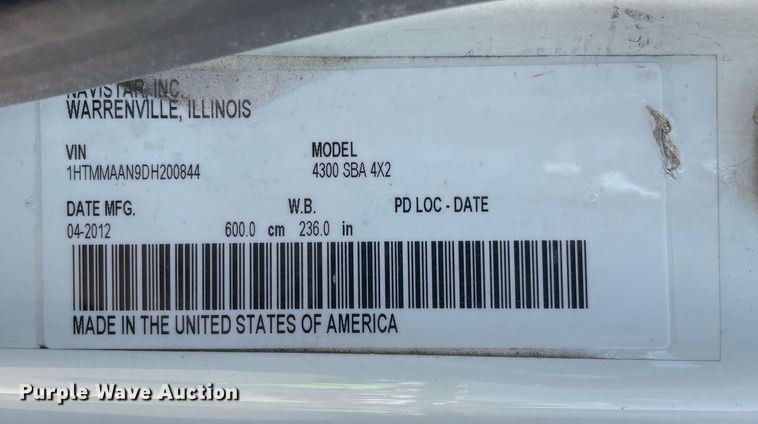 NAVISTAR, INC.
WARRENVILLE, ILLINOIS
VIN MODEL
1HTMMAAN9DH200844 4300 SBA 4X2
DATE MFG. W.B. PD LOC - DATE
04-2012 600.0 cm 236.0 in
MADE IN THE UNITED STATES OF AMERICA
Purple Wave Auction